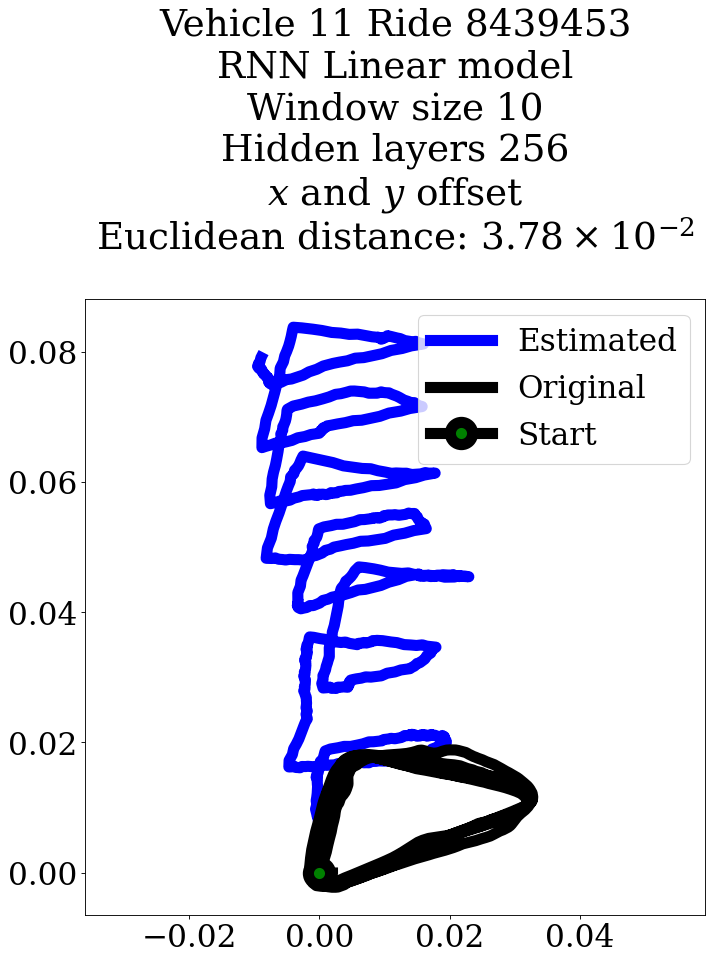 Vehicle 11 Ride 8439453
RNN Linear model
Window size 10
Hidden layers 256
x and y offset
Euclidean distance: 3.78 × 10⁻²
Estimated
Original
Start
0.08
0.06
0.04
0.02
0.00
−0.02 0.00 0.02 0.04